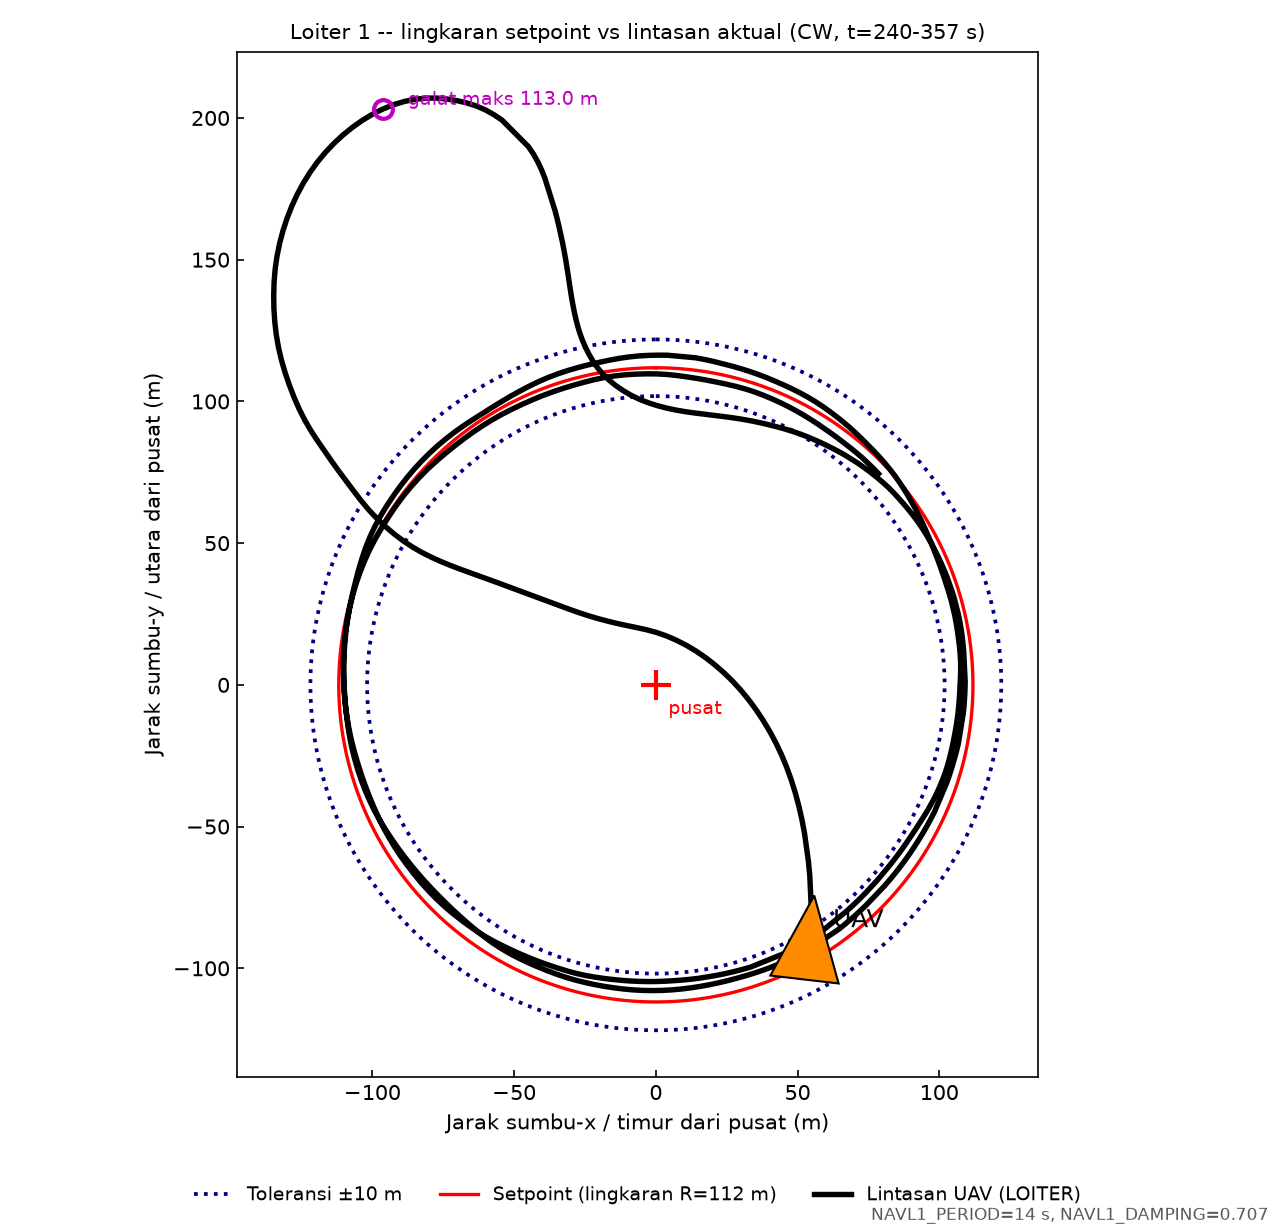 Loiter 1 -- lingkaran setpoint vs lintasan aktual (CW, t=240-357 s)
galat maks 113.0 m
200
150
100
50
0
−50
−100
Jarak sumbu-y / utara dari pusat (m)
pusat
UAV
−100
−50
0
50
100
Jarak sumbu-x / timur dari pusat (m)
Toleransi ±10 m
Setpoint (lingkaran R=112 m)
Lintasan UAV (LOITER)
NAVL1_PERIOD=14 s, NAVL1_DAMPING=0.707